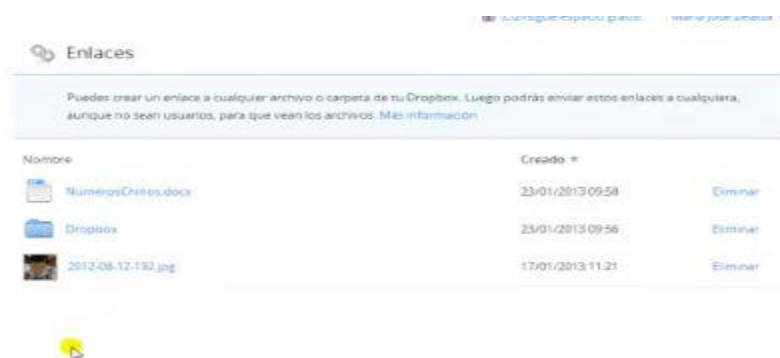 Consigue espacio gratis María José Zelada
Enlaces
Puedes crear un enlace a cualquier archivo o carpeta de tu Dropbox. Luego podrás enviar estos enlaces a cualquiera,
aunque no sean usuarios, para que vean los archivos. Más información
Nombre Creado
NumerosChinos.docx 23/01/2013 09:58 Eliminar
Dropbox 23/01/2013 09:56 Eliminar
2012-08-12-192.jpg 17/01/2013 11:21 Eliminar